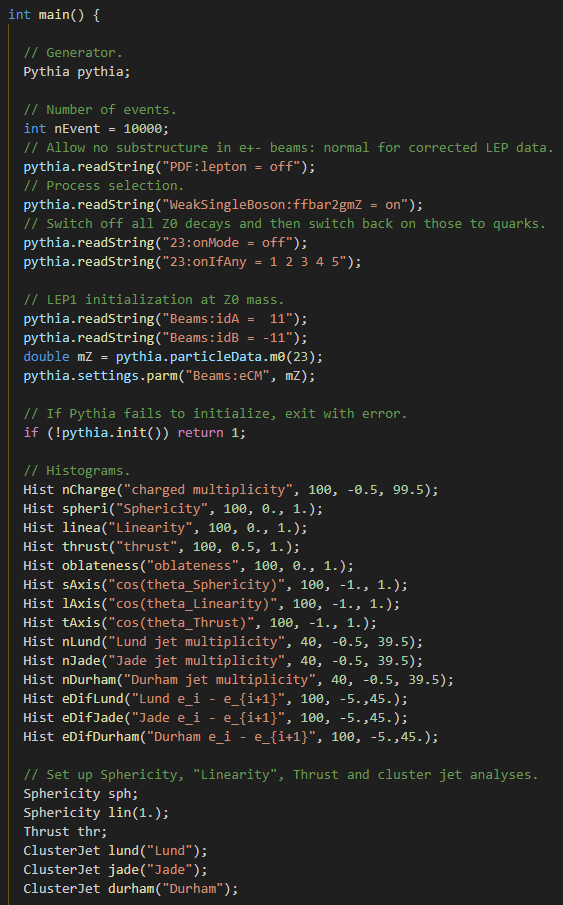 int main() {
// Generator.
Pythia pythia;
// Number of events.
int nEvent = 10000;
// Allow no substructure in e+- beams: normal for corrected LEP data.
pythia.readString("PDF:lepton = off");
// Process selection.
pythia.readString("WeakSingleBoson:ffbar2gmZ = on");
// Switch off all Z0 decays and then switch back on those to quarks.
pythia.readString("23:onMode = off");
pythia.readString("23:onIfAny = 1 2 3 4 5");
// LEP1 initialization at Z0 mass.
pythia.readString("Beams:idA =  11");
pythia.readString("Beams:idB = -11");
double mZ = pythia.particleData.m0(23);
pythia.settings.parm("Beams:eCM", mZ);
// If Pythia fails to initialize, exit with error.
if (!pythia.init()) return 1;
// Histograms.
Hist nCharge("charged multiplicity", 100, -0.5, 99.5);
Hist spheri("Sphericity", 100, 0., 1.);
Hist linea("Linearity", 100, 0., 1.);
Hist thrust("thrust", 100, 0.5, 1.);
Hist oblateness("oblateness", 100, 0., 1.);
Hist sAxis("cos(theta_Sphericity)", 100, -1., 1.);
Hist lAxis("cos(theta_Linearity)", 100, -1., 1.);
Hist tAxis("cos(theta_Thrust)", 100, -1., 1.);
Hist nLund("Lund jet multiplicity", 40, -0.5, 39.5);
Hist nJade("Jade jet multiplicity", 40, -0.5, 39.5);
Hist nDurham("Durham jet multiplicity", 40, -0.5, 39.5);
Hist eDifLund("Lund e_i - e_{i+1}", 100, -5.,45.);
Hist eDifJade("Jade e_i - e_{i+1}", 100, -5.,45.);
Hist eDifDurham("Durham e_i - e_{i+1}", 100, -5.,45.);
// Set up Sphericity, "Linearity", Thrust and cluster jet analyses.
Sphericity sph;
Sphericity lin(1.);
Thrust thr;
ClusterJet lund("Lund");
ClusterJet jade("Jade");
ClusterJet durham("Durham");